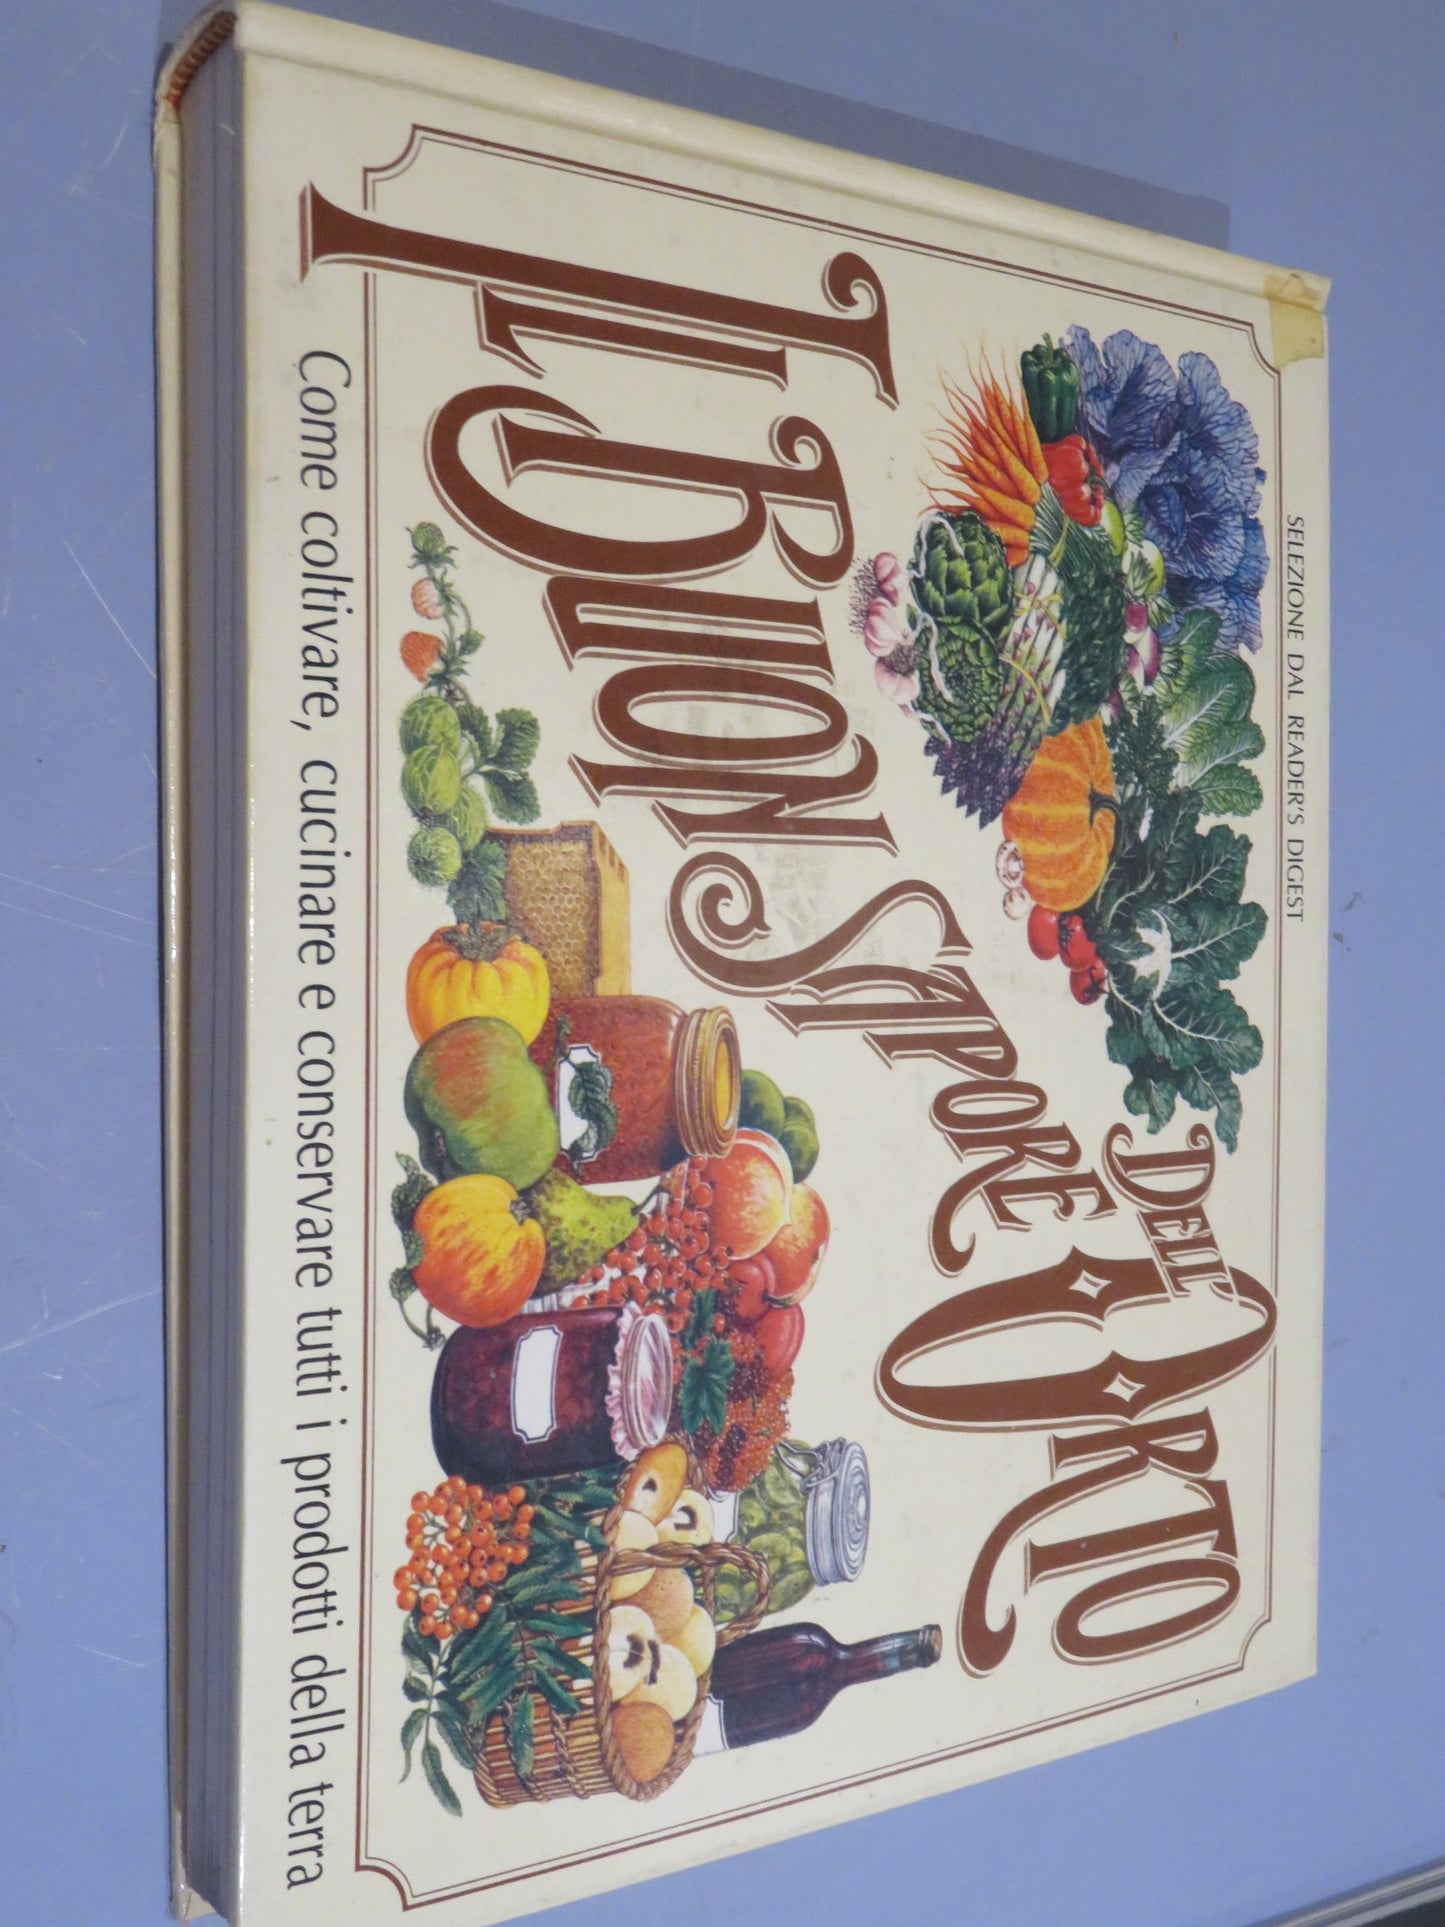 SELEZIONE DAL READER'S DIGEST
IL BUON SAPORE
DELL'
ORTO
Come coltivare, cucinare e conservare tutti i prodotti della terra